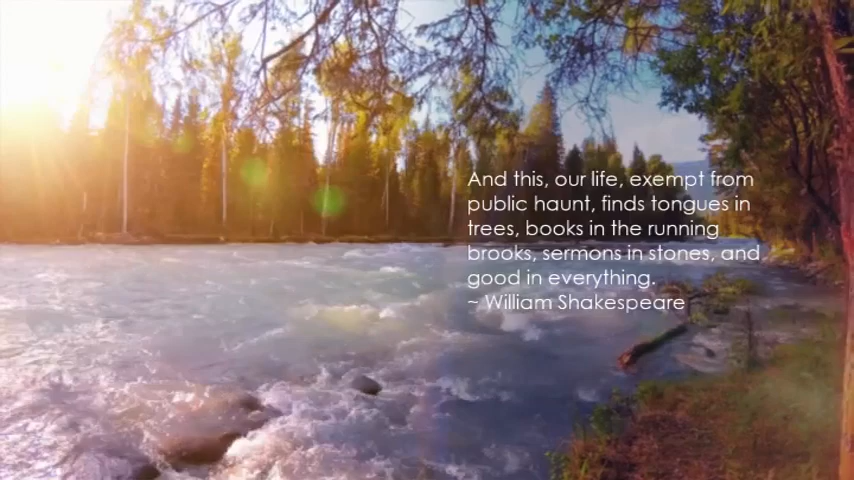 And this, our life, exempt from
public haunt, finds tongues in
trees, books in the running
brooks, sermons in stones, and
good in everything.
~ William Shakespeare